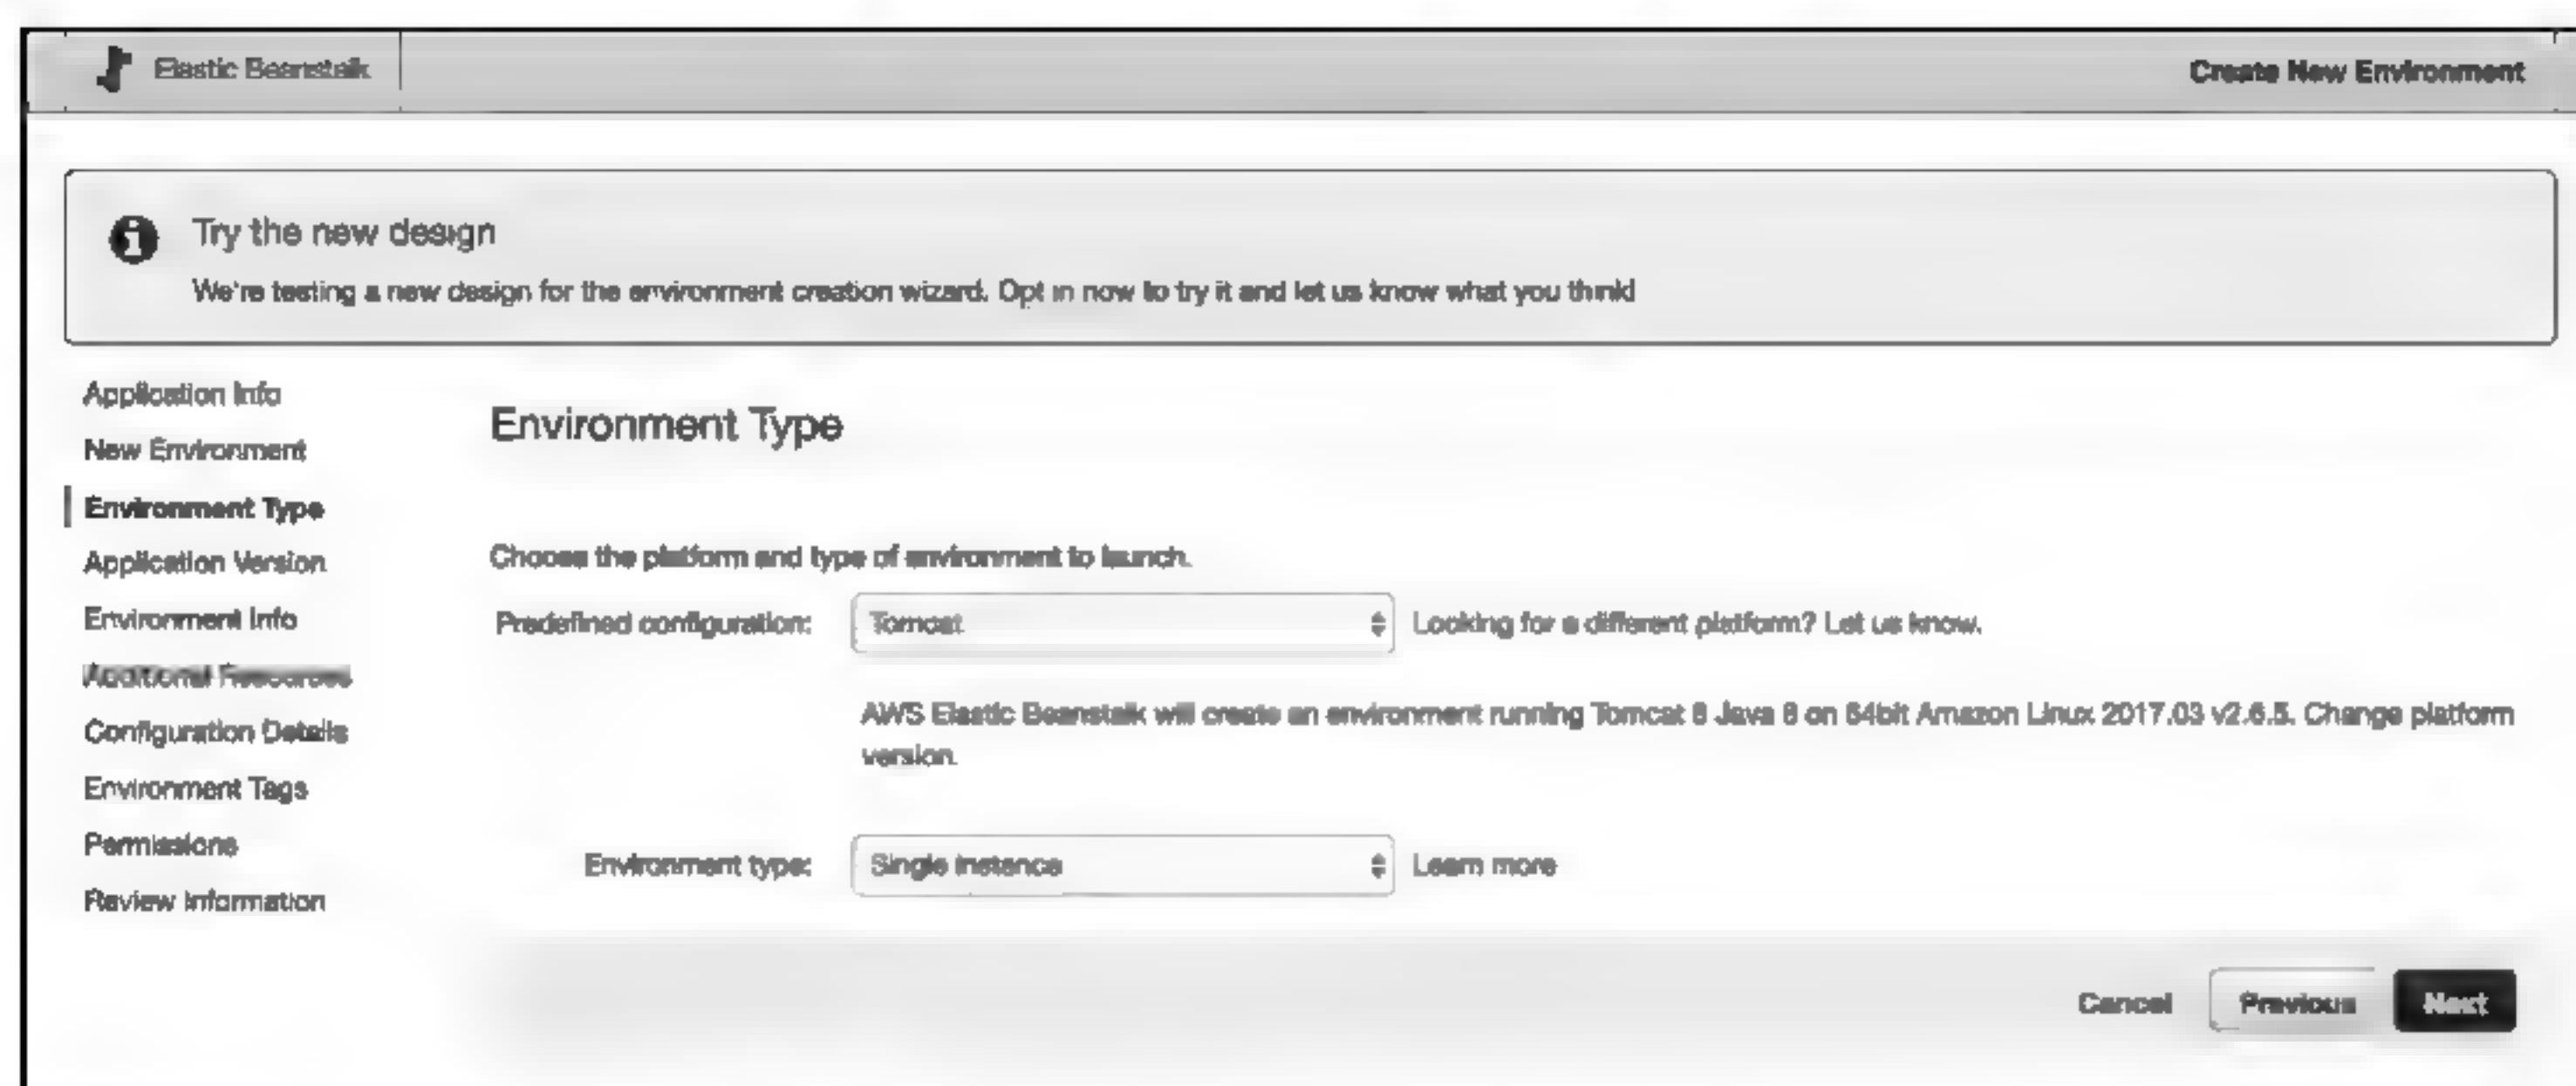 Elastic Beanstalk
Create New Environment
Try the new design
We're testing a new design for the environment creation wizard. Opt in now to try it and let us know what you think!
Application Info
New Environment
Environment Type
Application Version
Environment Info
Additional Resources
Configuration Details
Environment Tags
Permissions
Review Information
Environment Type
Choose the platform and type of environment to launch.
Predefined configuration:
Tomcat
Looking for a different platform? Let us know.
AWS Elastic Beanstalk will create an environment running Tomcat 8 Java 8 on 64bit Amazon Linux 2017.03 v2.6.5. Change platform
version.
Environment type:
Single instance
Learn more
Cancel
Previous
Next